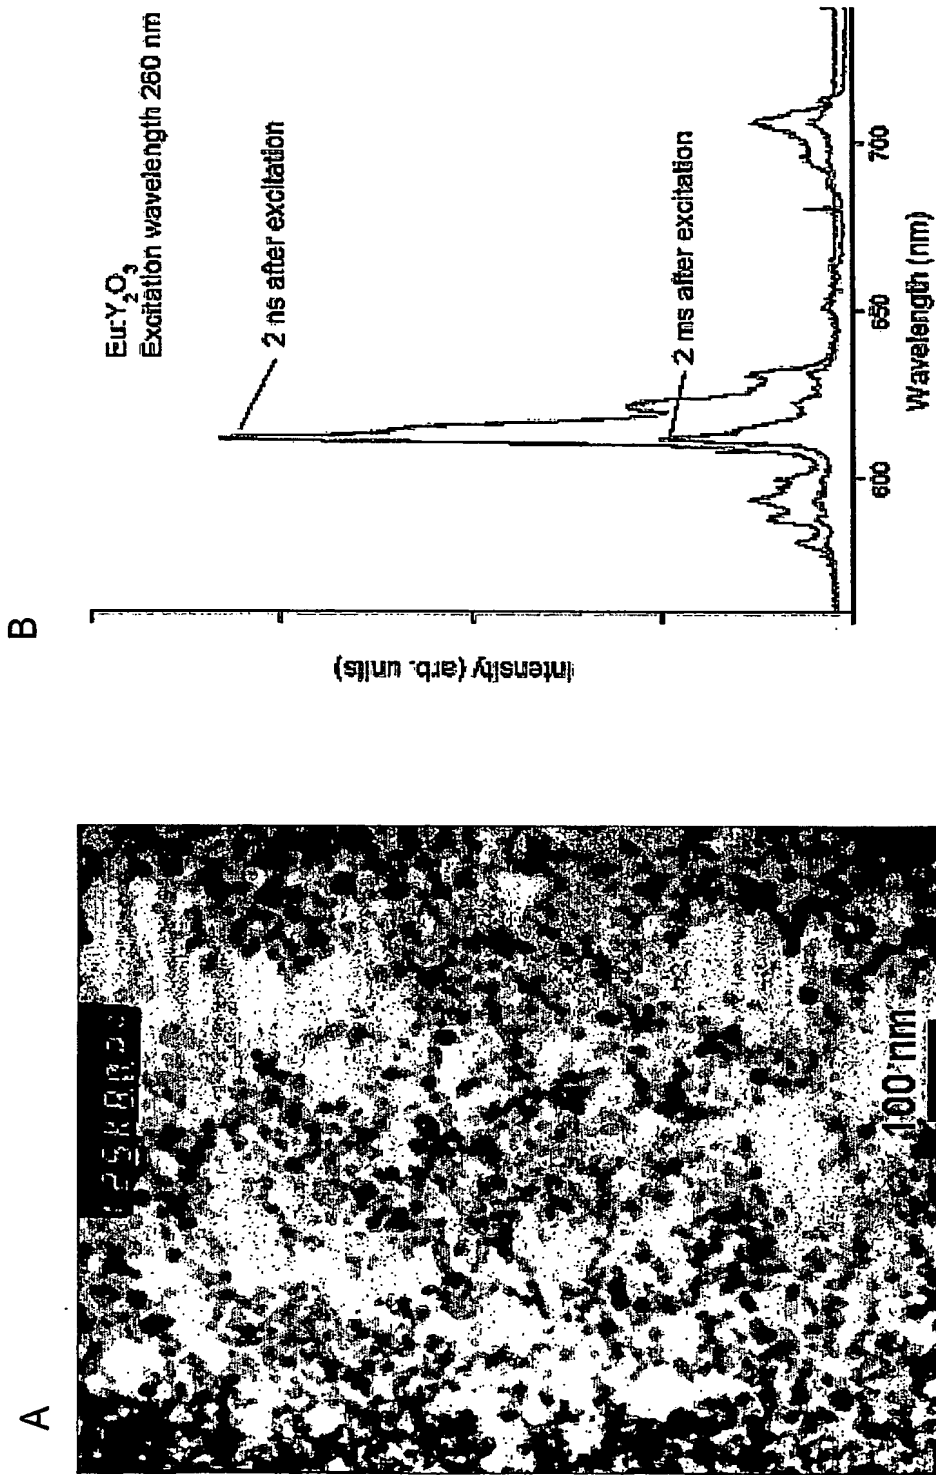 A
100 nm
B
Eu:Y₂O₃
Excitation wavelength 260 nm
2 ns after excitation
2 ms after excitation
Intensity (arb. units)
600
650
700
Wavelength (nm)